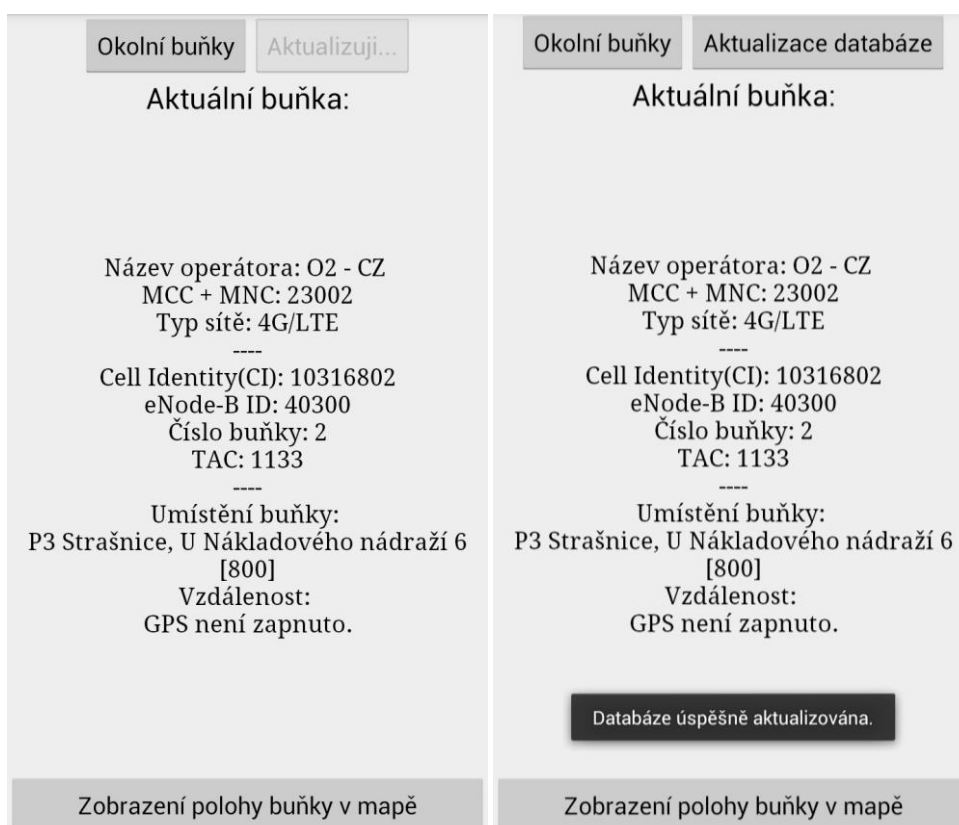 Okolní buňky
Aktualizuji...
Aktuální buňka:
Název operátora: O2 - CZ
MCC + MNC: 23002
Typ sítě: 4G/LTE
----
Cell Identity(CI): 10316802
eNode-B ID: 40300
Číslo buňky: 2
TAC: 1133
----
Umístění buňky:
P3 Strašnice, U Nákladového nádraží 6
[800]
Vzdálenost:
GPS není zapnuto.
Zobrazení polohy buňky v mapě
Okolní buňky
Aktualizace databáze
Aktuální buňka:
Název operátora: O2 - CZ
MCC + MNC: 23002
Typ sítě: 4G/LTE
----
Cell Identity(CI): 10316802
eNode-B ID: 40300
Číslo buňky: 2
TAC: 1133
----
Umístění buňky:
P3 Strašnice, U Nákladového nádraží 6
[800]
Vzdálenost:
GPS není zapnuto.
Databáze úspěšně aktualizována.
Zobrazení polohy buňky v mapě